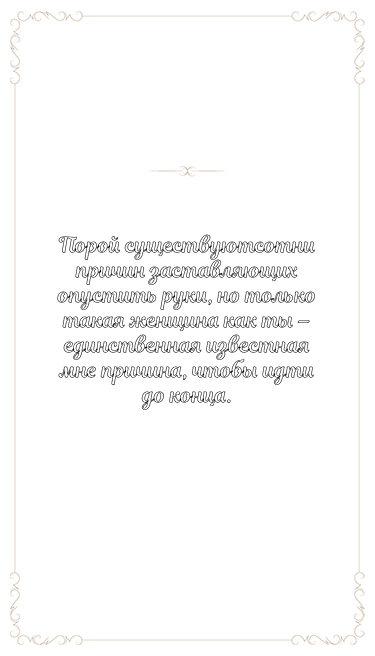 Порой существуютсотни
причин заставляющих
опустить руки, но только
такая женщина как ты –
единственная известная
мне причина, чтобы идти
до конца.